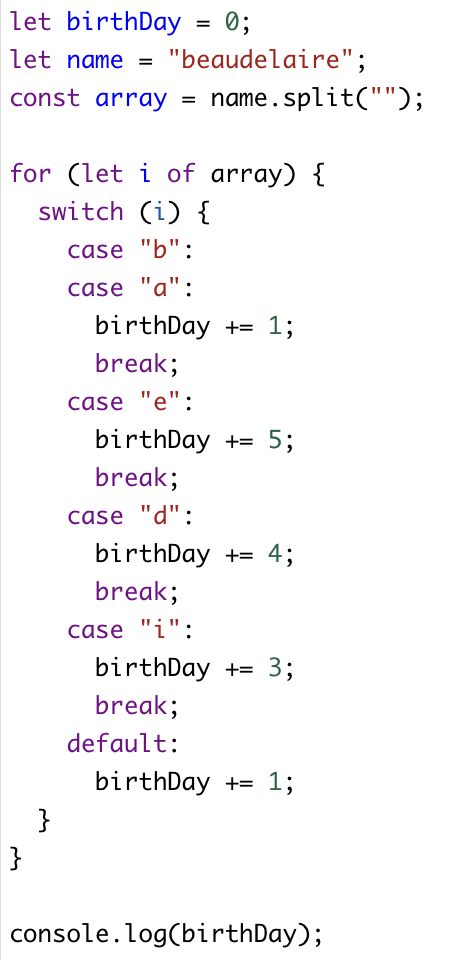 let birthDay = 0;
let name = "beaudelaire";
const array = name.split("");

for (let i of array) {
  switch (i) {
    case "b":
    case "a":
      birthDay += 1;
      break;
    case "e":
      birthDay += 5;
      break;
    case "d":
      birthDay += 4;
      break;
    case "i":
      birthDay += 3;
      break;
    default:
      birthDay += 1;
  }
}

console.log(birthDay);